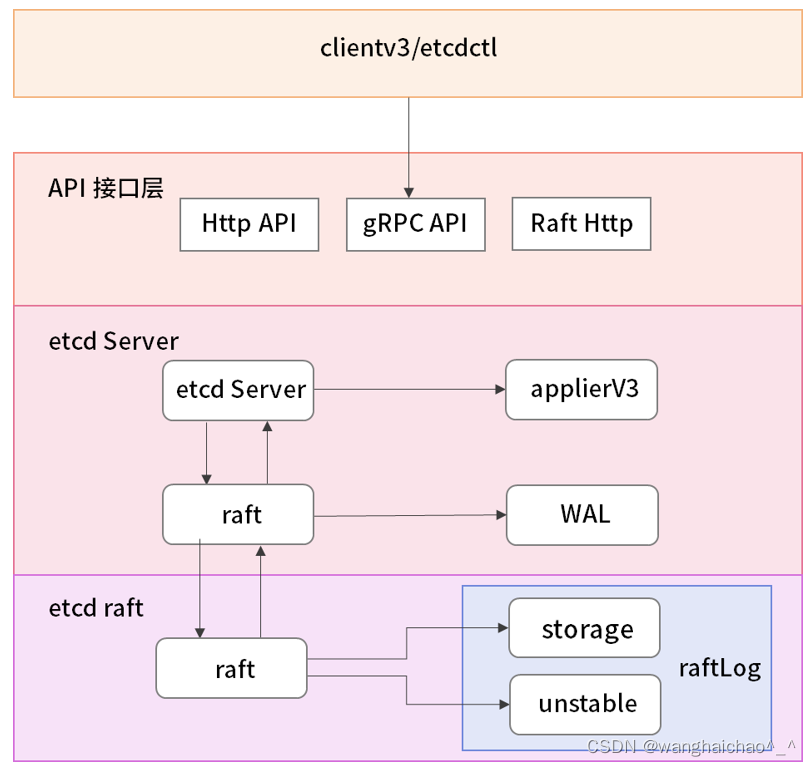 clientv3/etcdctl
API 接口层
Http API
gRPC API
Raft Http
etcd Server
etcd Server
applierV3
raft
WAL
etcd raft
storage
raft
raftLog
unstable
CSDN @wanghaichao^_^